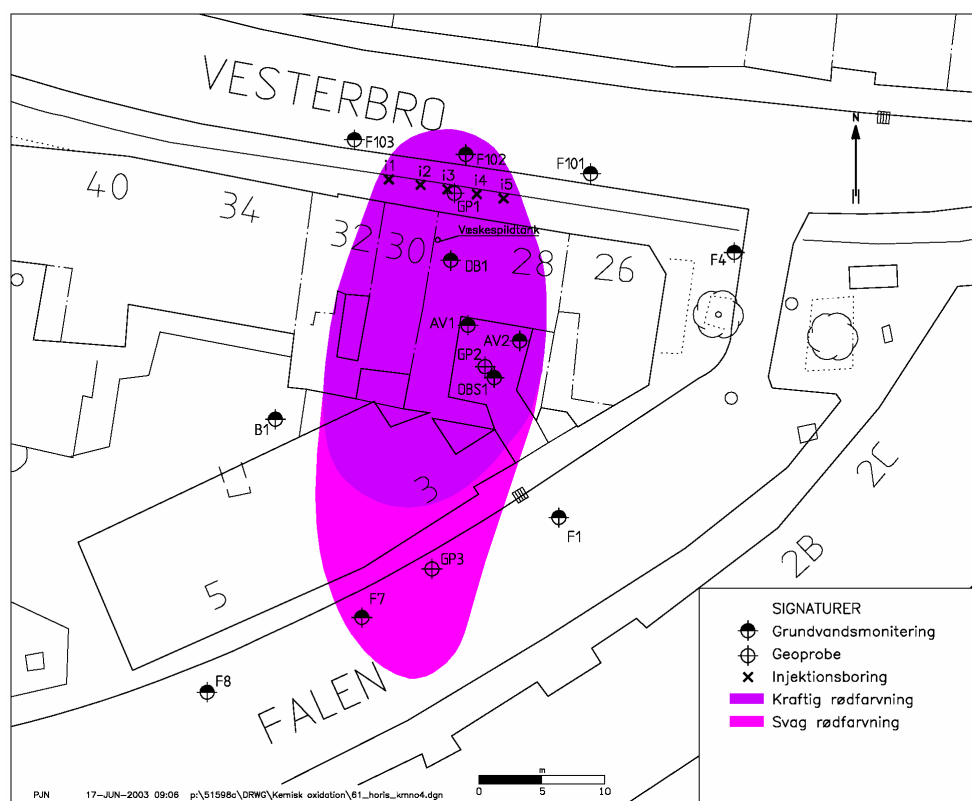 VESTERBRO
N
F103
F102
F101
i1
i2
i3
i4
i5
GP1
40
34
32
30
Væskespildtank
28
26
F4
DB1
AV1
AV2
GP2
DBS1
B1
3
2C
F1
2B
GP3
5
F7
F8
FALEN
SIGNATURER
Grundvandsmonitering
Geoprobe
Injektionsboring
Kraftig rødfarvning
Svag rødfarvning
m
0 5 10
PJN 17-JUN-2003 09:06 p:\51598c\DRWG\Kemisk oxidation\61_horis_kmno4.dgn